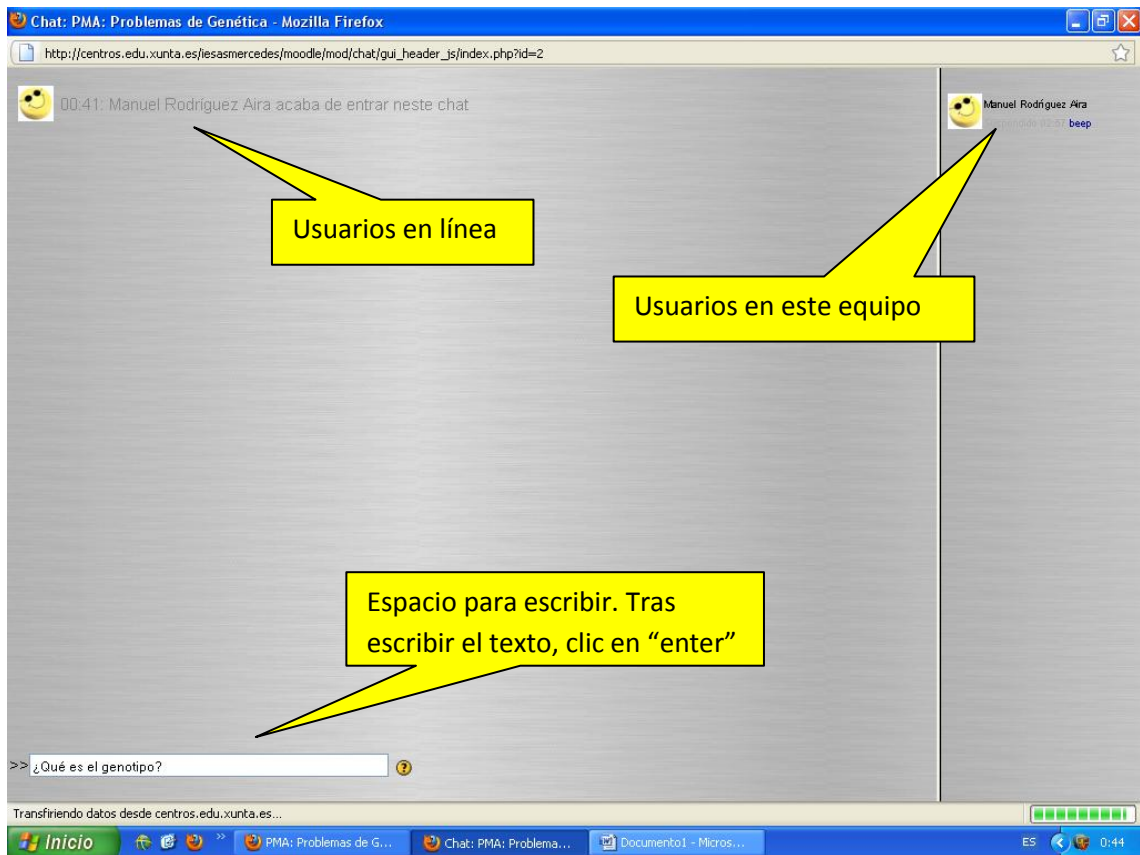 Chat: PMA: Problemas de Genética - Mozilla Firefox
http://centros.edu.xunta.es/iesasmercedes/moodle/mod/chat/gui_header_js/index.php?id=2
00:41: Manuel Rodríguez Aira acaba de entrar neste chat
Manuel Rodríguez Aira
02:57 beep
Usuarios en línea
Usuarios en este equipo
Espacio para escribir. Tras
escribir el texto, clic en “enter”
>> ¿Qué es el genotipo?
Transfiriendo datos desde centros.edu.xunta.es...
Inicio
PMA: Problemas de G...
Chat: PMA: Problema...
Documento1 - Micros...
ES
0:44